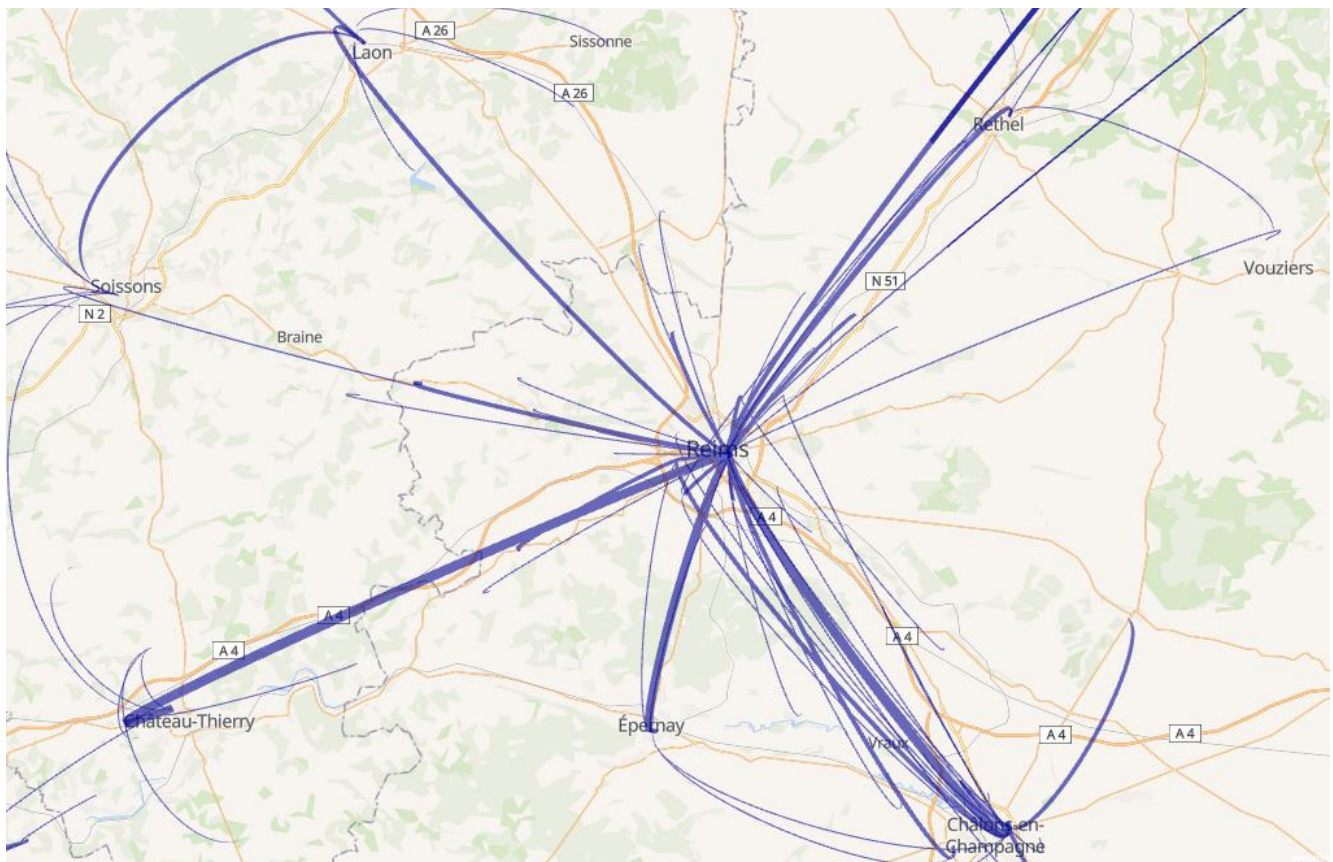 A 26
Sissonne
Laon
A 26
Rethel
Vouziers
N 51
Soissons
N 2
Braine
Reims
A 4
A 4
A 4
A 4
Château-Thierry
Épernay
Vraux
A 4
A 4
Châlons-en-
Champagne